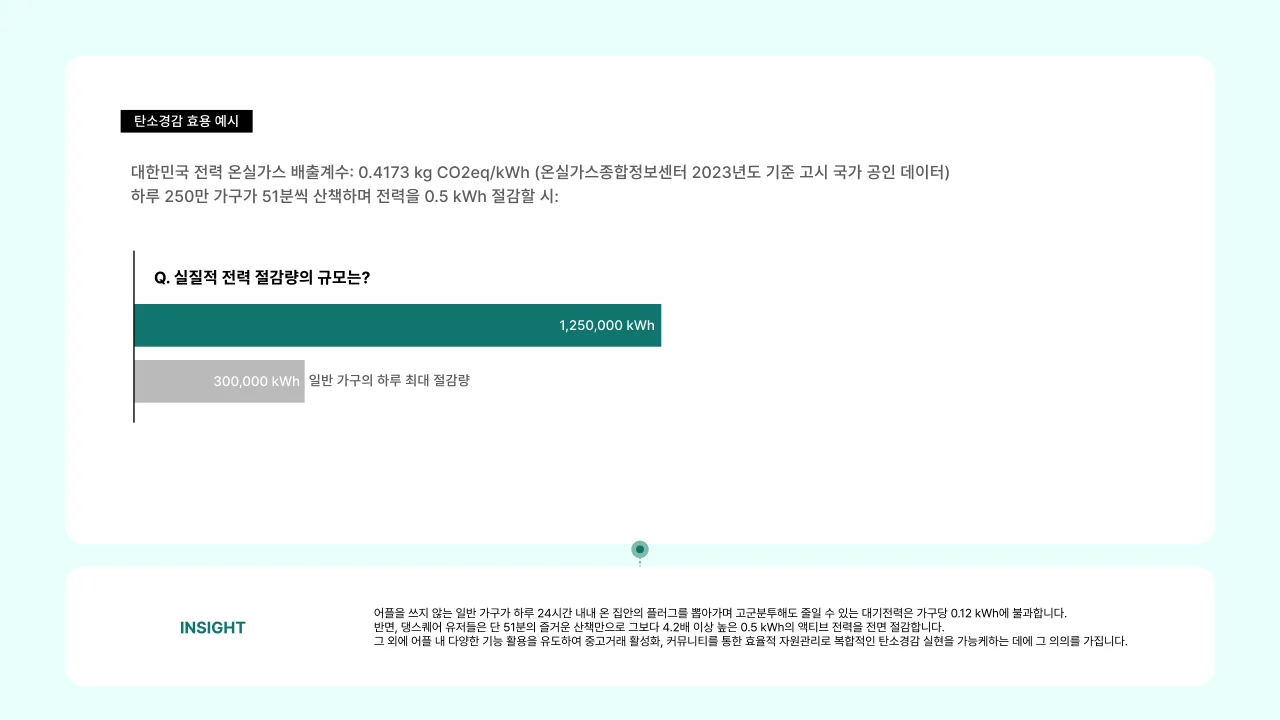 탄소경감 효용 예시
대한민국 전력 온실가스 배출계수: 0.4173 kg CO2eq/kWh (온실가스종합정보센터 2023년도 기준 고시 국가 공인 데이터)
하루 250만 가구가 51분씩 산책하며 전력을 0.5 kWh 절감할 시:
Q. 실질적 전력 절감량의 규모는?
1,250,000 kWh
300,000 kWh 일반 가구의 하루 최대 절감량
INSIGHT
어플을 쓰지 않는 일반 가구가 하루 24시간 내내 온 집안의 플러그를 뽑아가며 고군분투해도 줄일 수 있는 대기전력은 가구당 0.12 kWh에 불과합니다.
반면, 댕스퀘어 유저들은 단 51분의 즐거운 산책만으로 그보다 4.2배 이상 높은 0.5 kWh의 액티브 전력을 전면 절감합니다.
그 외에 어플 내 다양한 기능 활용을 유도하여 중고거래 활성화, 커뮤니티를 통한 효율적 자원관리로 복합적인 탄소경감 실현을 가능케하는 데에 그 의의를 가집니다.